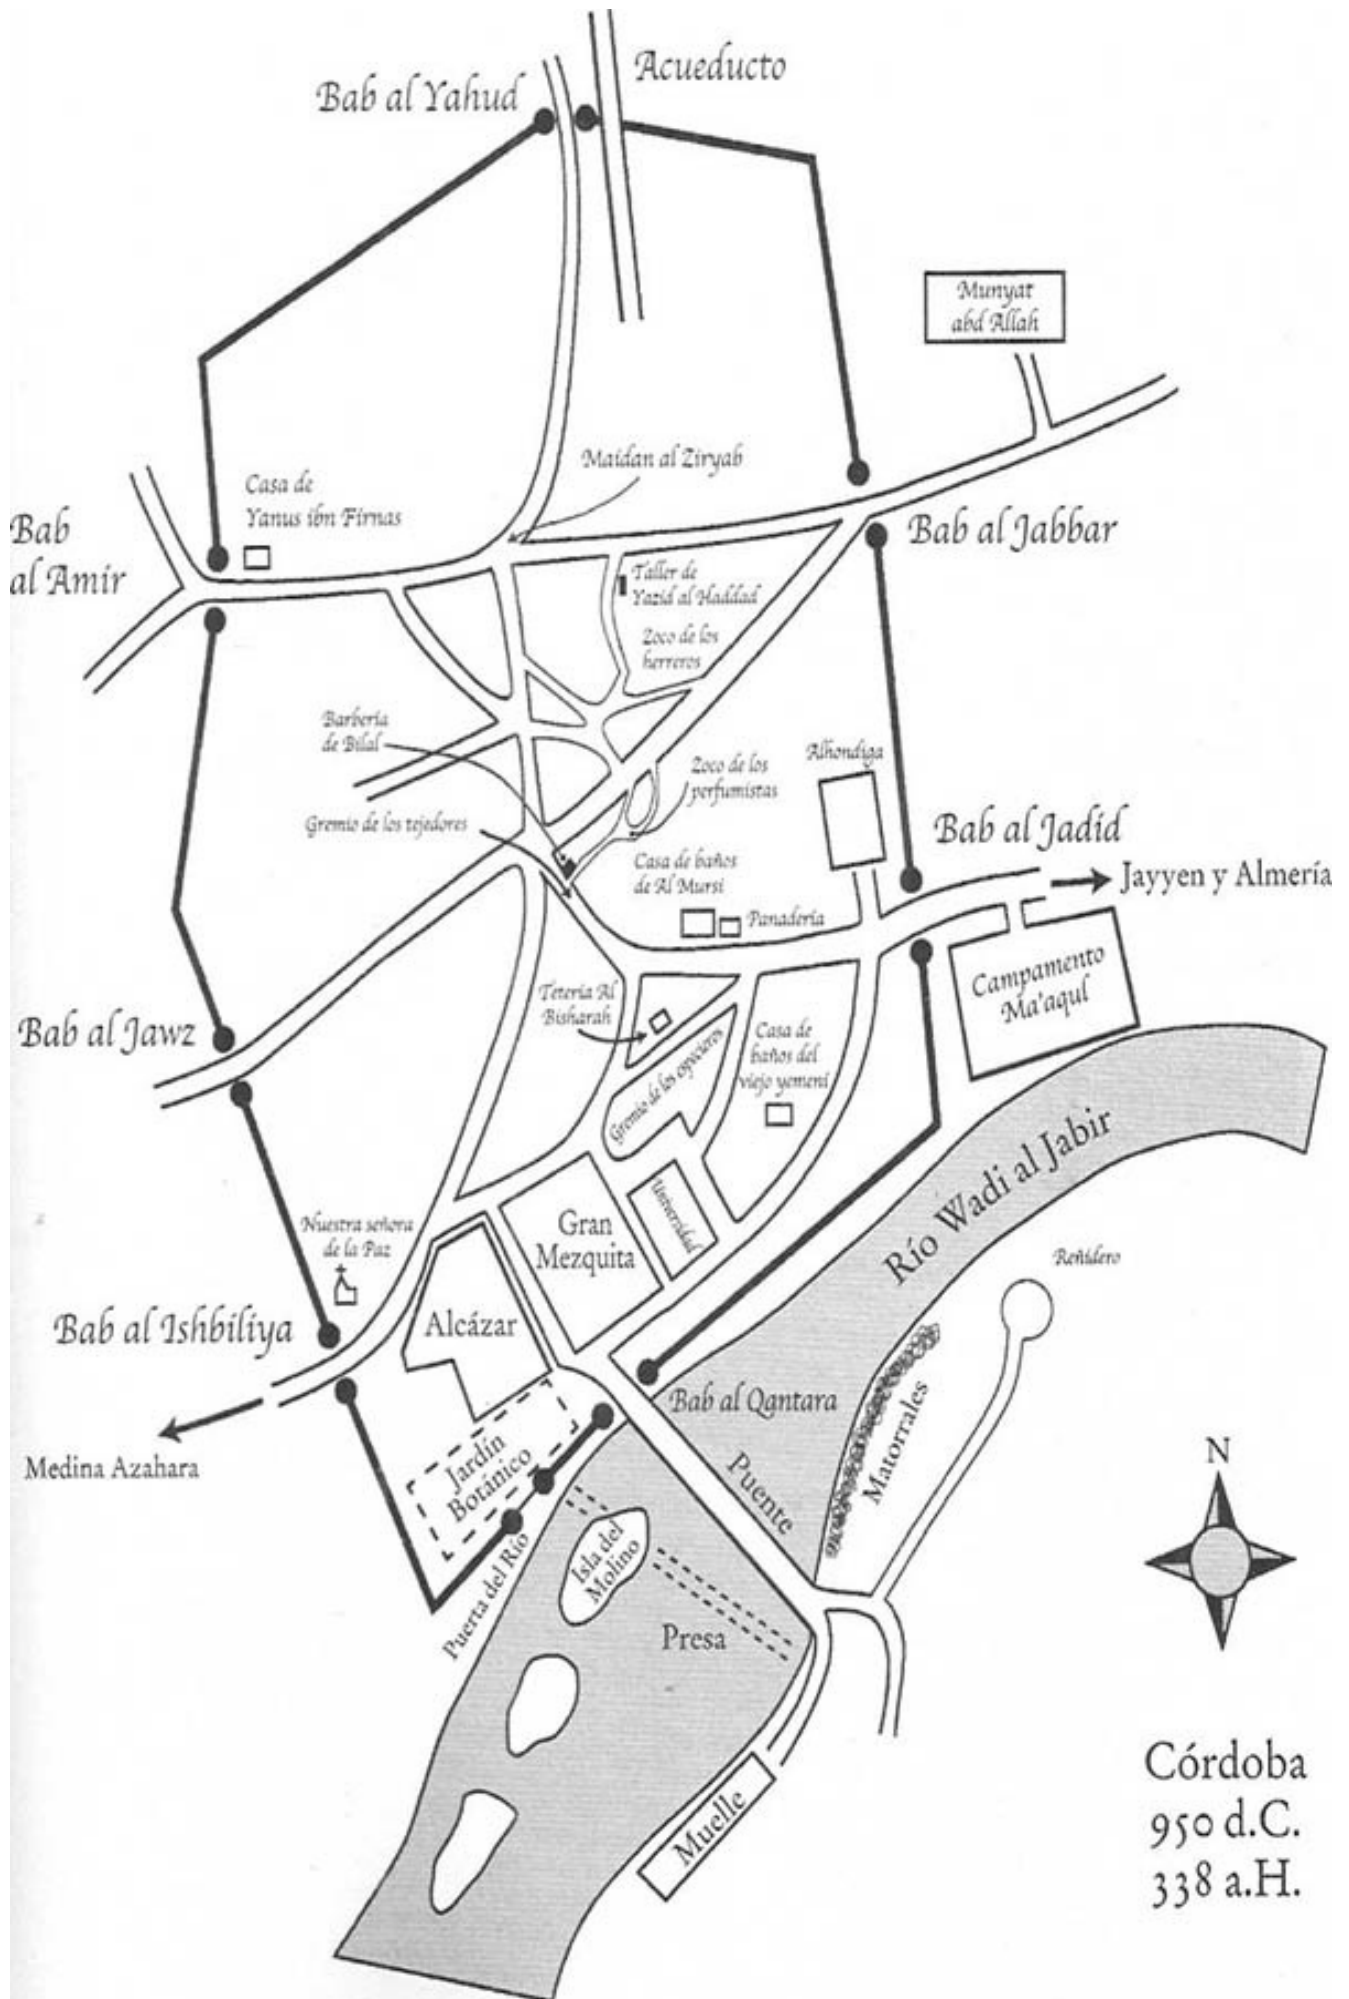 Acueducto
Bab al Yahud
Munyat
abd Allah
Maidan al Ziryab
Casa de
Yanus ibn Firnas
Bab
al Amir
Bab al Jabbar
Taller de
Yazid al Haddad
Zoco de los
herreros
Barbería
de Bilal
Alhondiga
Zoco de los
perfumistas
Gremio de los tejedores
Bab al Jadid
Casa de baños
de Al Mursi
Jayyen y Almería
Panadería
Campamento
Ma'aqul
Tetería Al
Bisharah
Bab al Jawz
Casa de
baños del
viejo yemení
Gremio de los opycieres
Río Wadi al Jabir
Universidad
Nuestra señora
de la Paz
Gran
Mezquita
Reñidero
Bab al Ishbiliya
Alcázar
Bab al Qantara
Matorrales
Medina Azahara
Jardín
Botánico
Puente
N
Isla del
Molino
Puerta del Río
Presa
Muelle
Córdoba
950 d.C.
338 a.H.